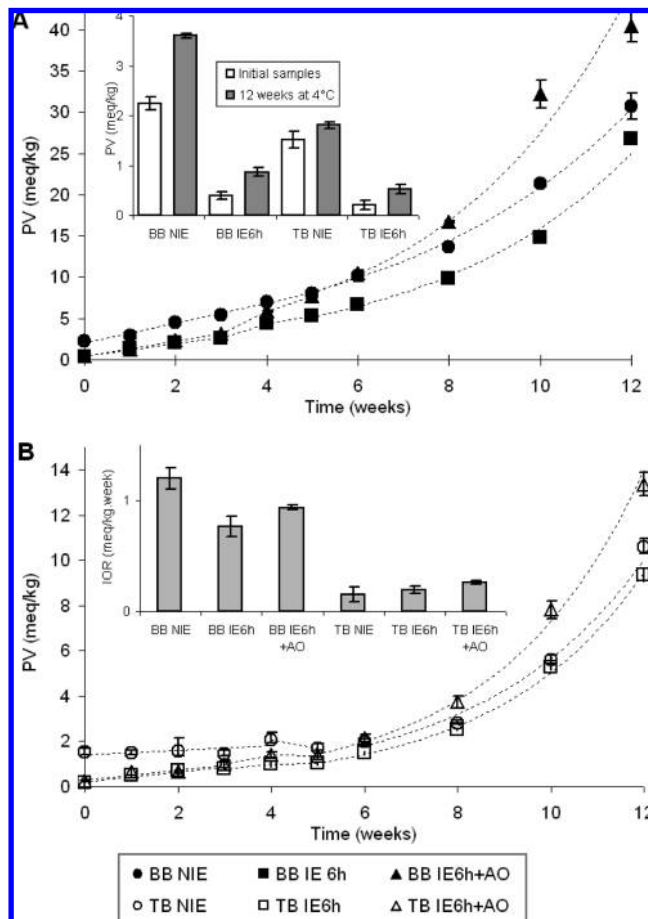 A
40
35
30
25
20
15
10
5
0
PV (meq/kg)
0 2 4 6 8 10 12
Time (weeks)
4
3
2
1
0
PV (meq/kg)
Initial samples
12 weeks at 4°C
BB NIE BB IE6h TB NIE TB IE6h
B
14
12
10
8
6
4
2
0
PV (meq/kg)
0 2 4 6 8 10 12
Time (weeks)
1
0
IOR (meq/kg.week)
BB NIE BB IE6h BB IE6h TB NIE TB IE6h TB IE6h
+AO +AO
BB NIE BB IE 6h BB IE6h+AO
TB NIE TB IE6h TB IE6h+AO